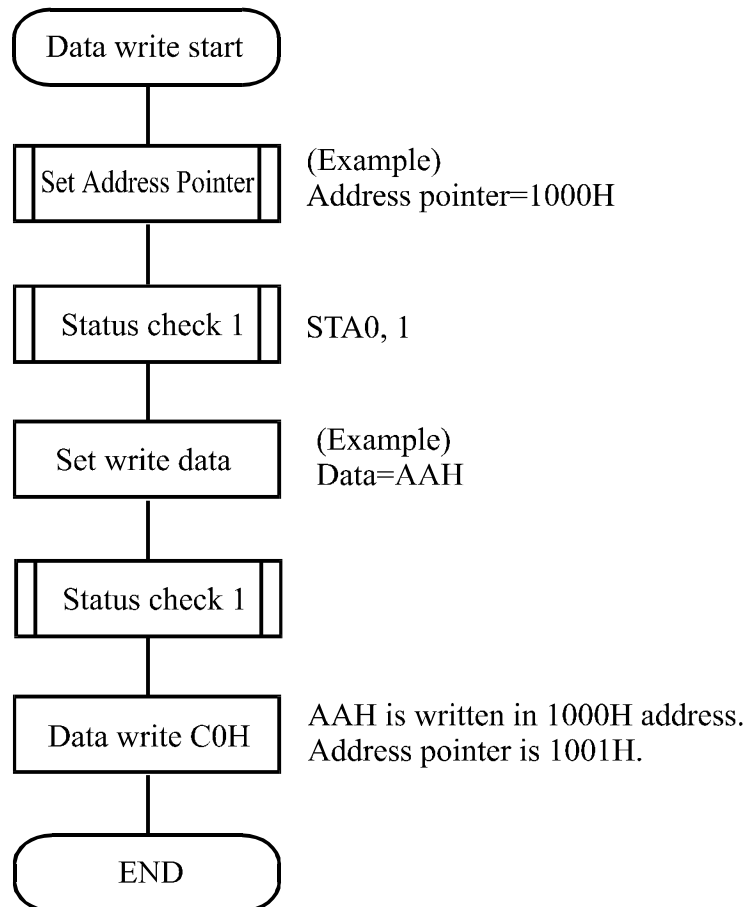 Data write start
Set Address Pointer
(Example)
Address pointer=1000H
Status check 1
STA0, 1
Set write data
(Example)
Data=AAH
Status check 1
Data write C0H
AAH is written in 1000H address.
Address pointer is 1001H.
END